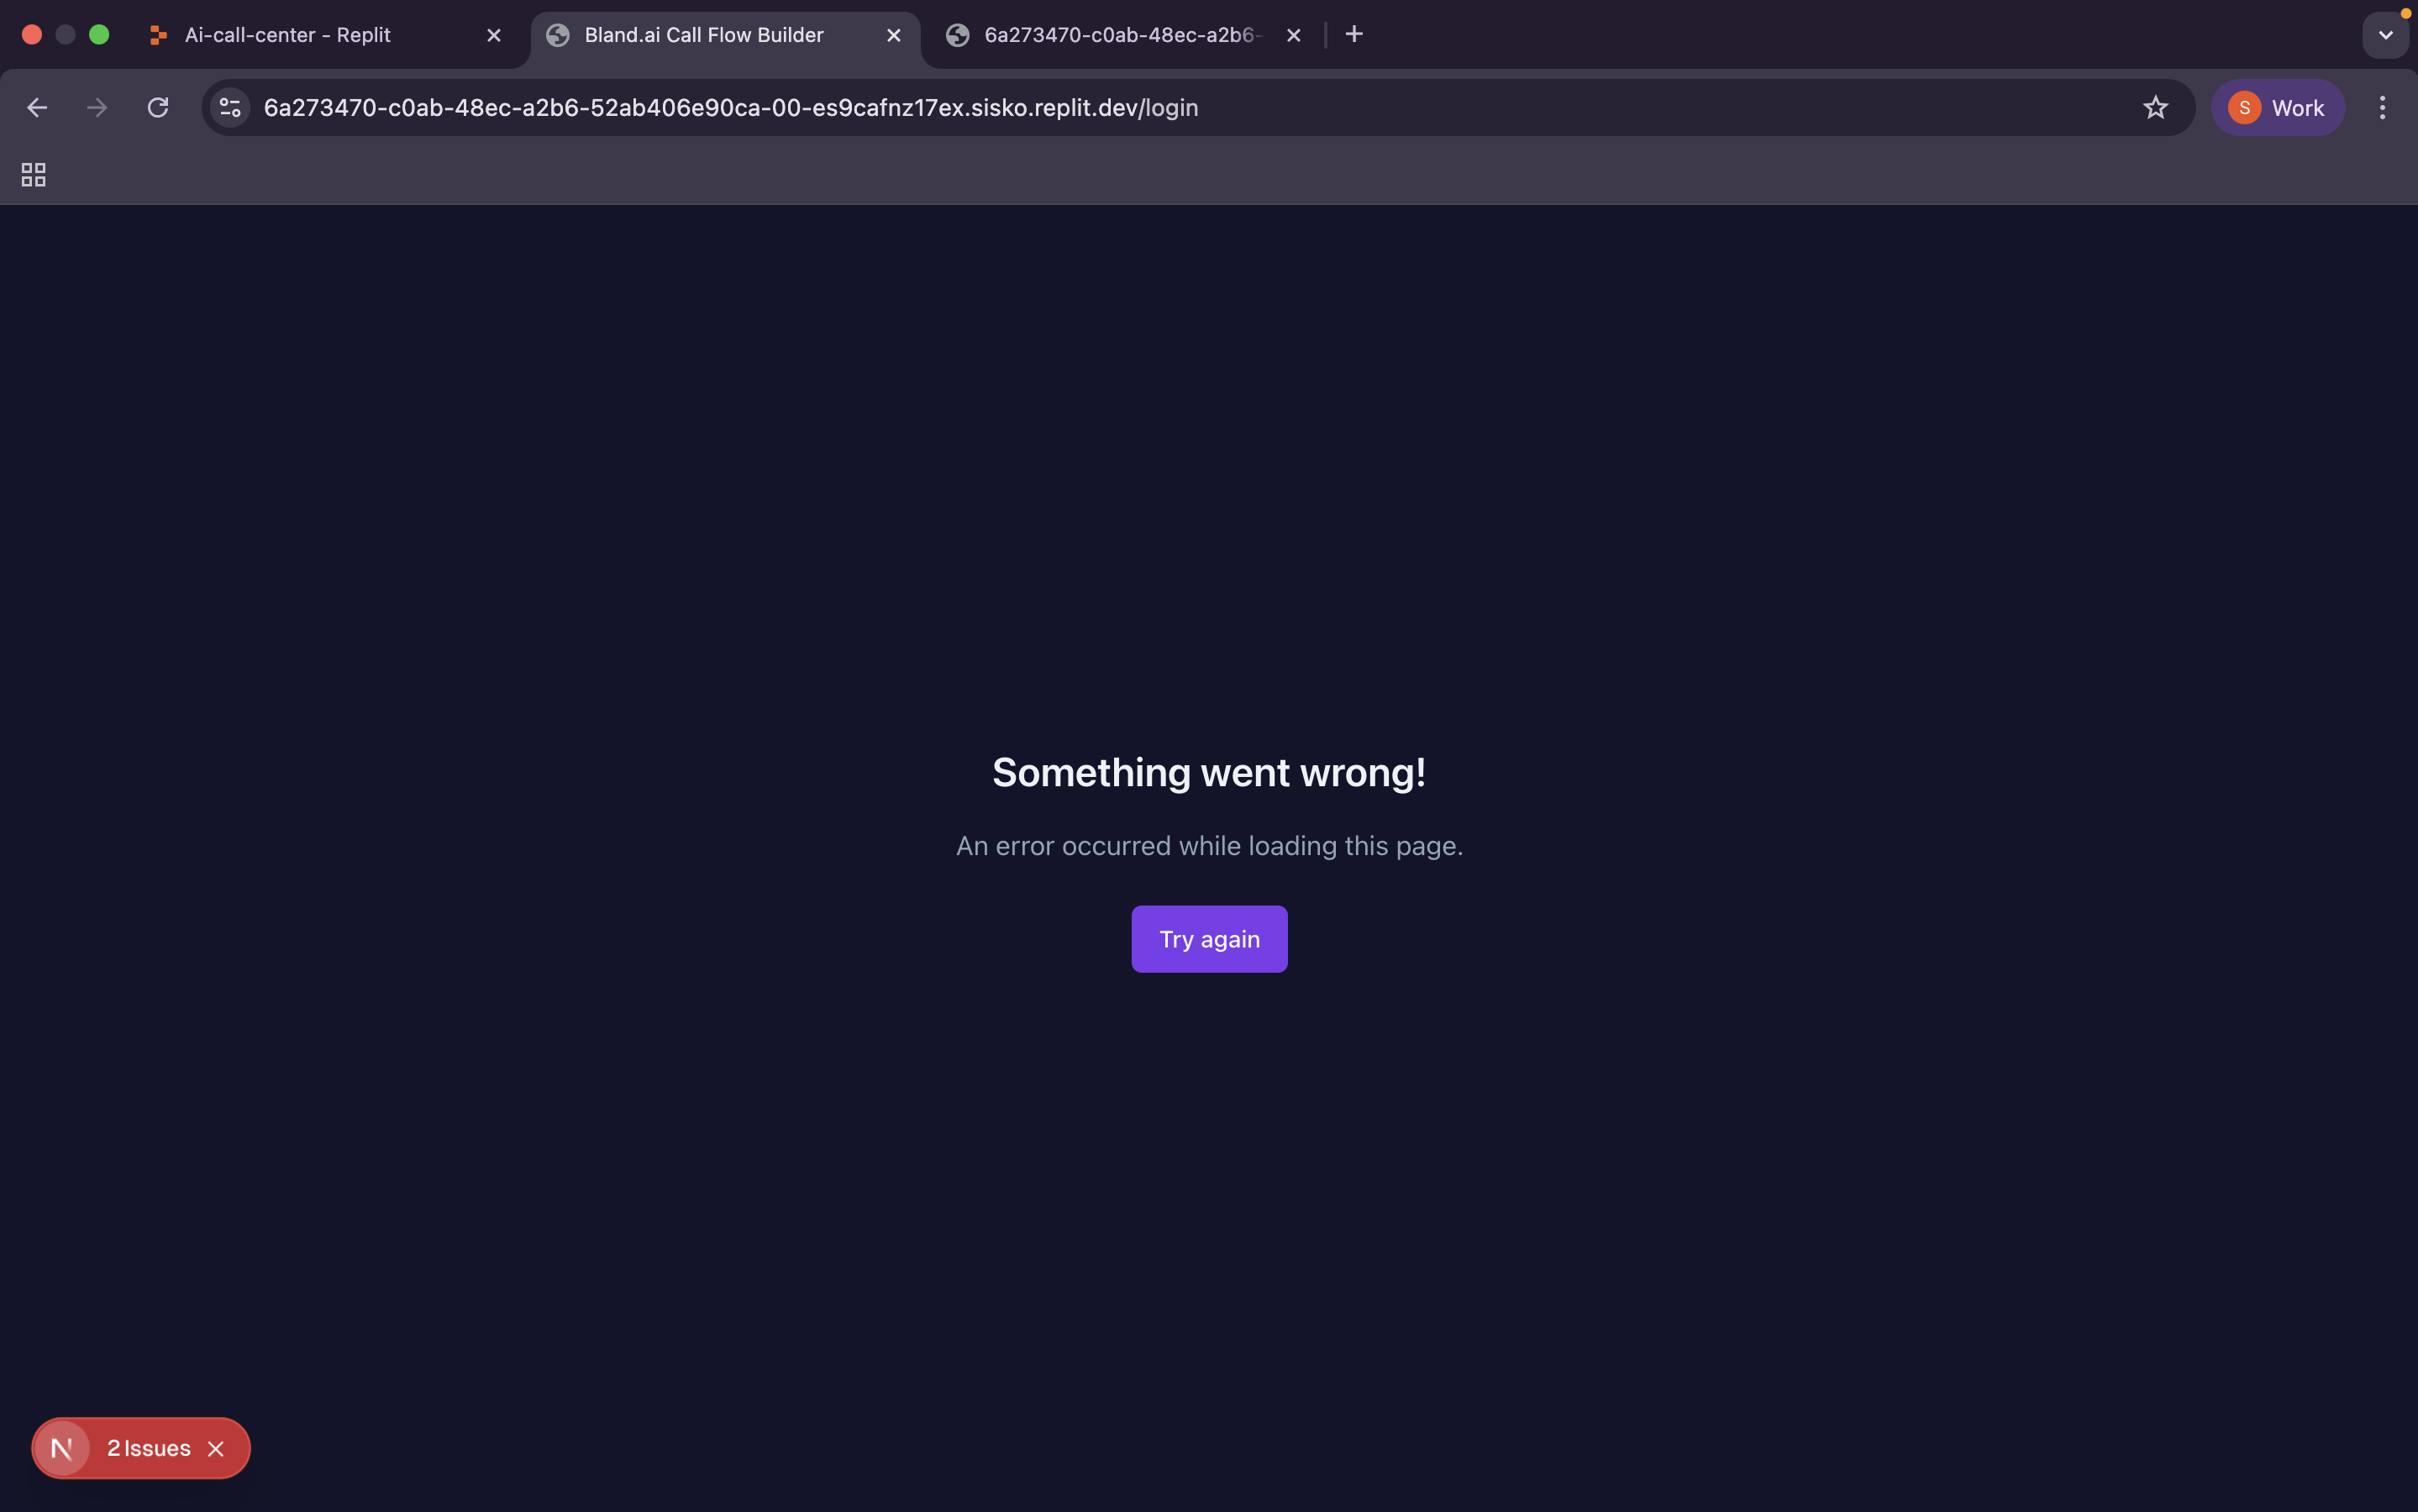 Ai-call-center - Replit
Bland.ai Call Flow Builder
6a273470-c0ab-48ec-a2b6-
6a273470-c0ab-48ec-a2b6-52ab406e90ca-00-es9cafnz17ex.sisko.replit.dev/login
S Work
Something went wrong!
An error occurred while loading this page.
Try again
N 2 Issues